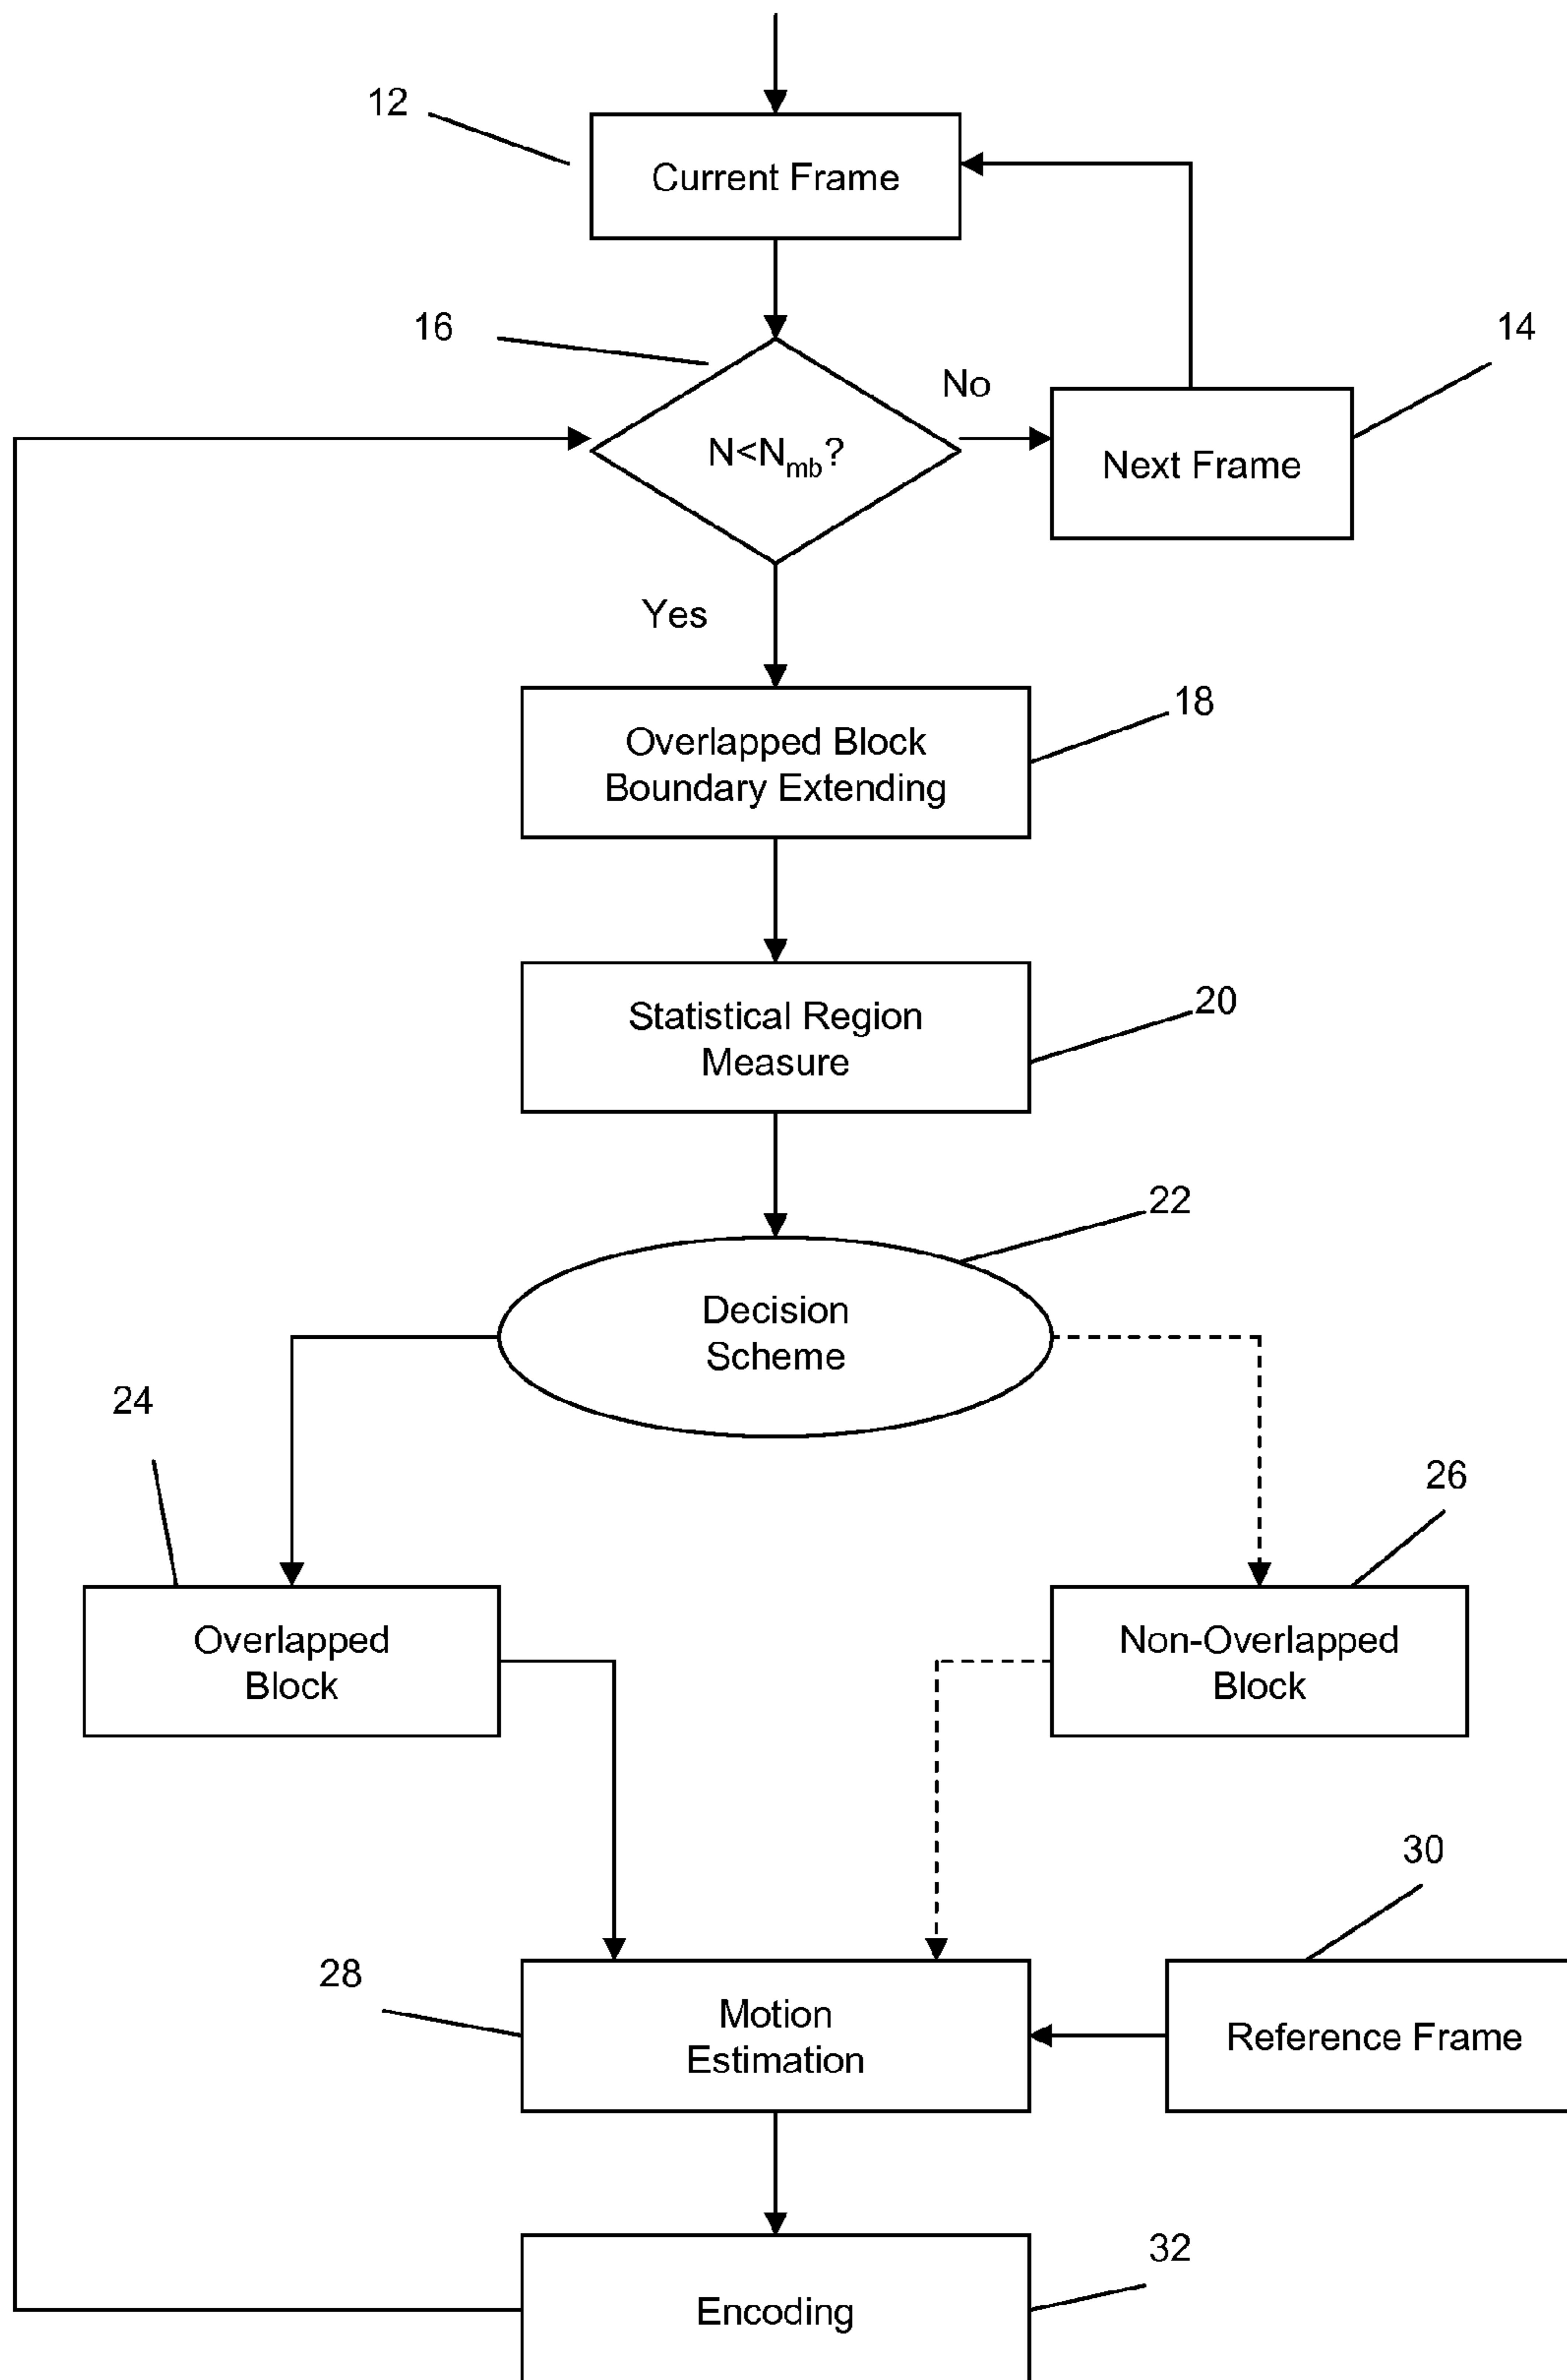 12
Current Frame
16
14
No
N<Nmb?
Next Frame
Yes
18
Overlapped Block
Boundary Extending
20
Statistical Region
Measure
22
Decision
Scheme
24
26
Overlapped
Block
Non-Overlapped
Block
30
28
Motion
Estimation
Reference Frame
32
Encoding